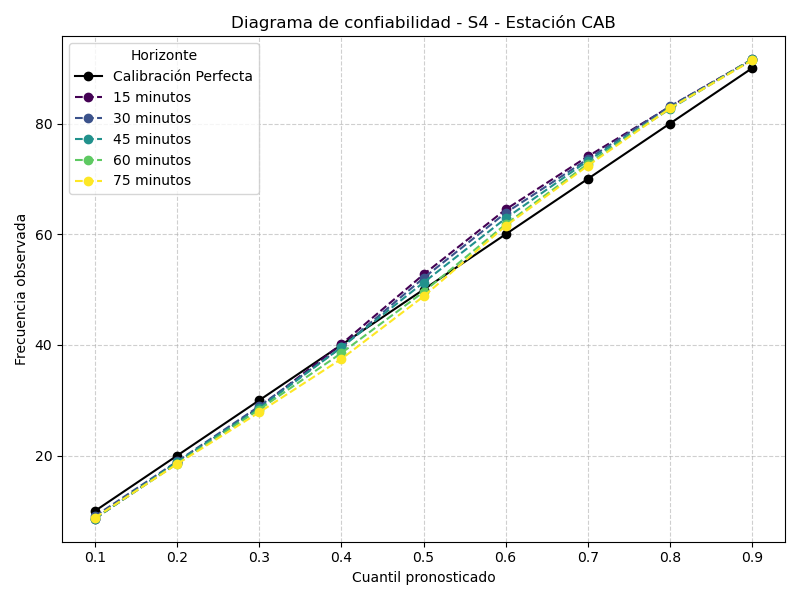 Diagrama de confiabilidad - S4 - Estación CAB
Horizonte
Calibración Perfecta
15 minutos
30 minutos
45 minutos
60 minutos
75 minutos
Frecuencia observada
80
60
40
20
0.1 0.2 0.3 0.4 0.5 0.6 0.7 0.8 0.9
Cuantil pronosticado